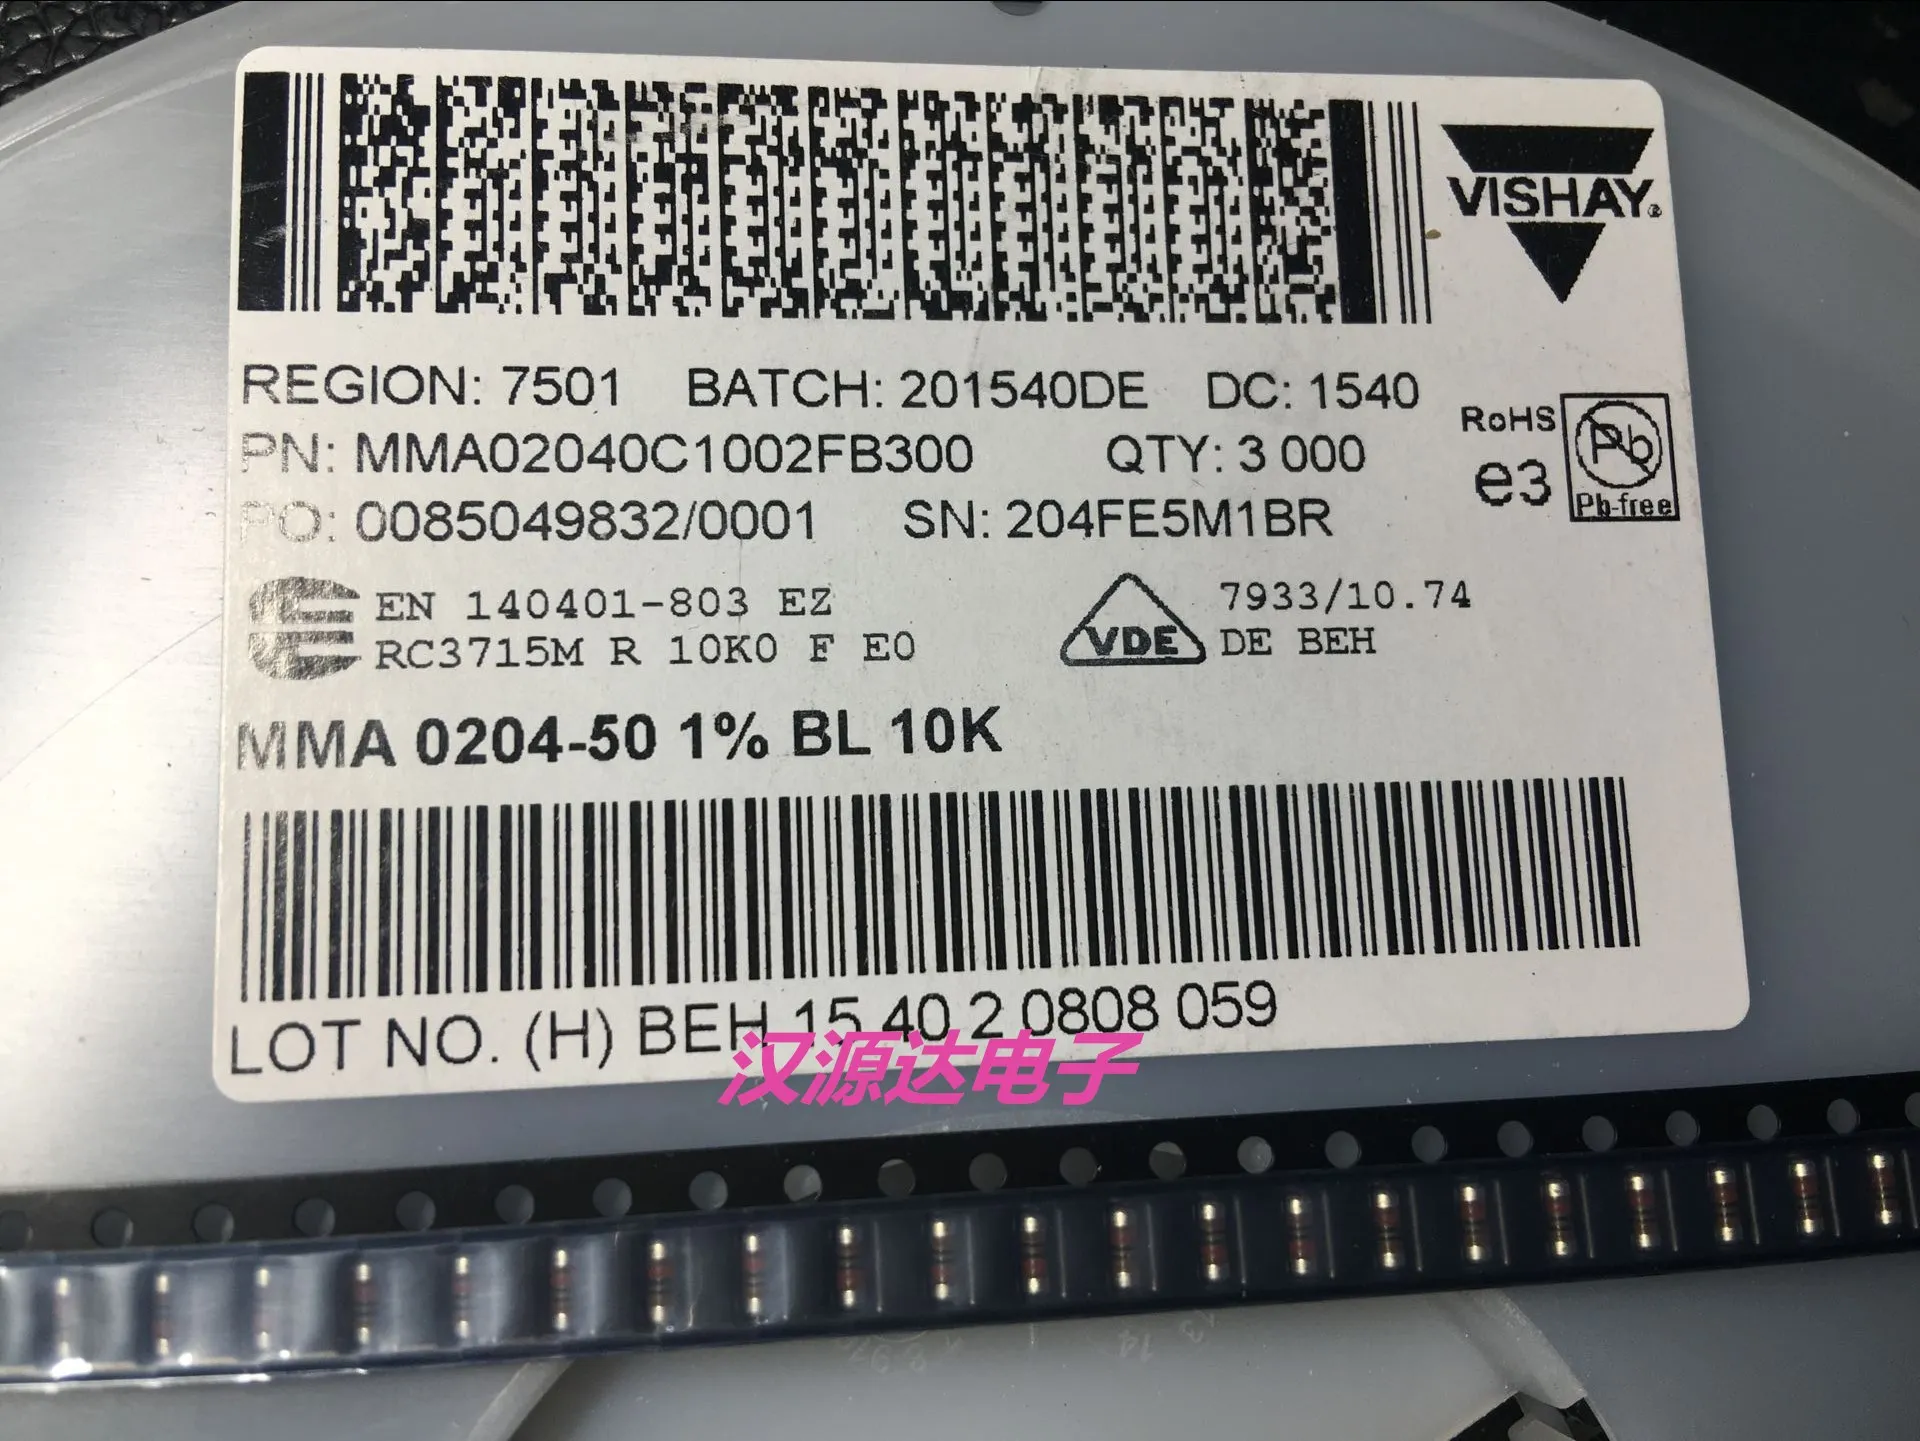 VISHAY®
REGION: 7501 BATCH: 201540DE DC: 1540
PN: MMA02040C1002FB300 QTY: 3 000
RoHS
e3
Pb
Pb-free
PO: 0085049832/0001 SN: 204FE5M1BR
EN 140401-803 EZ
RC3715M R 10K0 F E0
VDE
7933/10.74
DE BEH
MMA 0204-50 1% BL 10K
LOT NO. (H) BEH 15 40 2 0808 059
汉源达电子
14 13